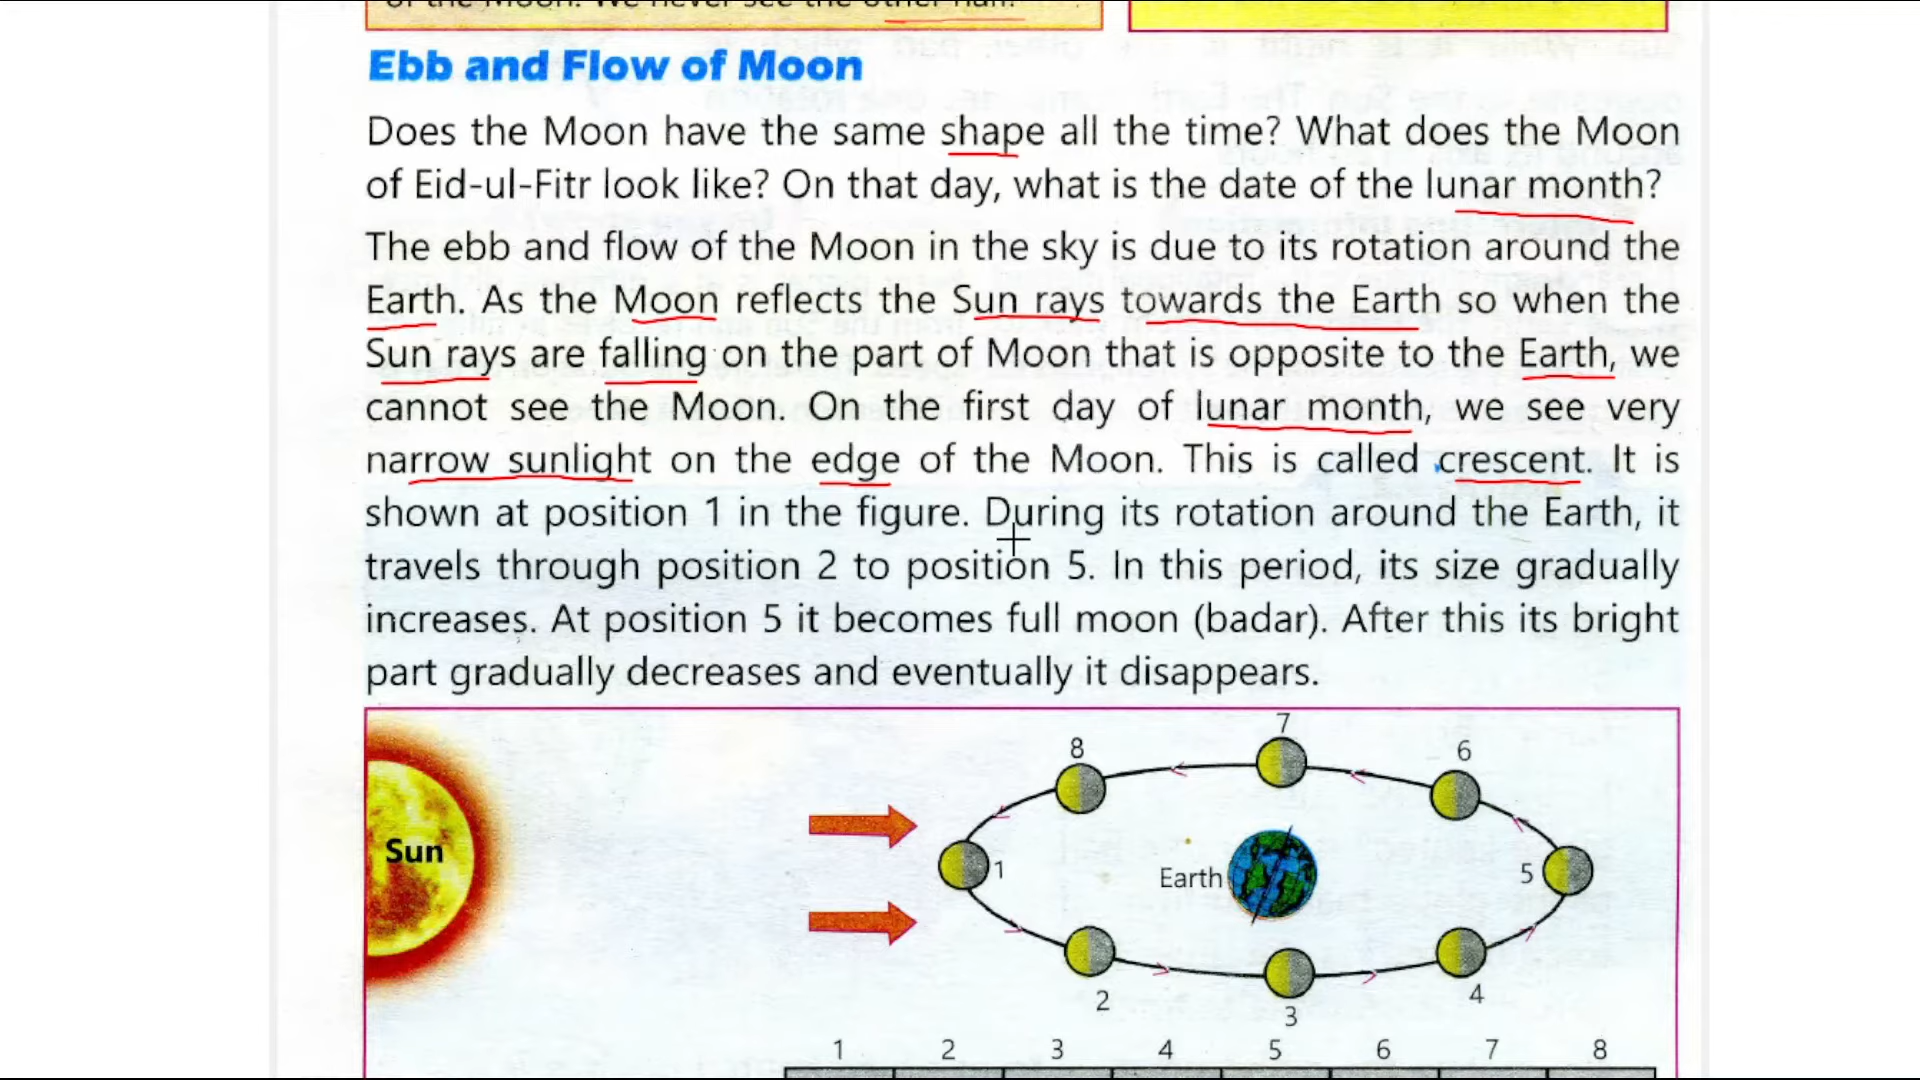 of the Moon. We never see the other half.
Ebb and Flow of Moon
Does the Moon have the same shape all the time? What does the Moon
of Eid-ul-Fitr look like? On that day, what is the date of the lunar month?
The ebb and flow of the Moon in the sky is due to its rotation around the
Earth. As the Moon reflects the Sun rays towards the Earth so when the
Sun rays are falling on the part of Moon that is opposite to the Earth, we
cannot see the Moon. On the first day of lunar month, we see very
narrow sunlight on the edge of the Moon. This is called crescent. It is
shown at position 1 in the figure. During its rotation around the Earth, it
travels through position 2 to position 5. In this period, its size gradually
increases. At position 5 it becomes full moon (badar). After this its bright
part gradually decreases and eventually it disappears.
7
8
6
Sun
1
Earth
5
2
4
3
1 2 3 4 5 6 7 8